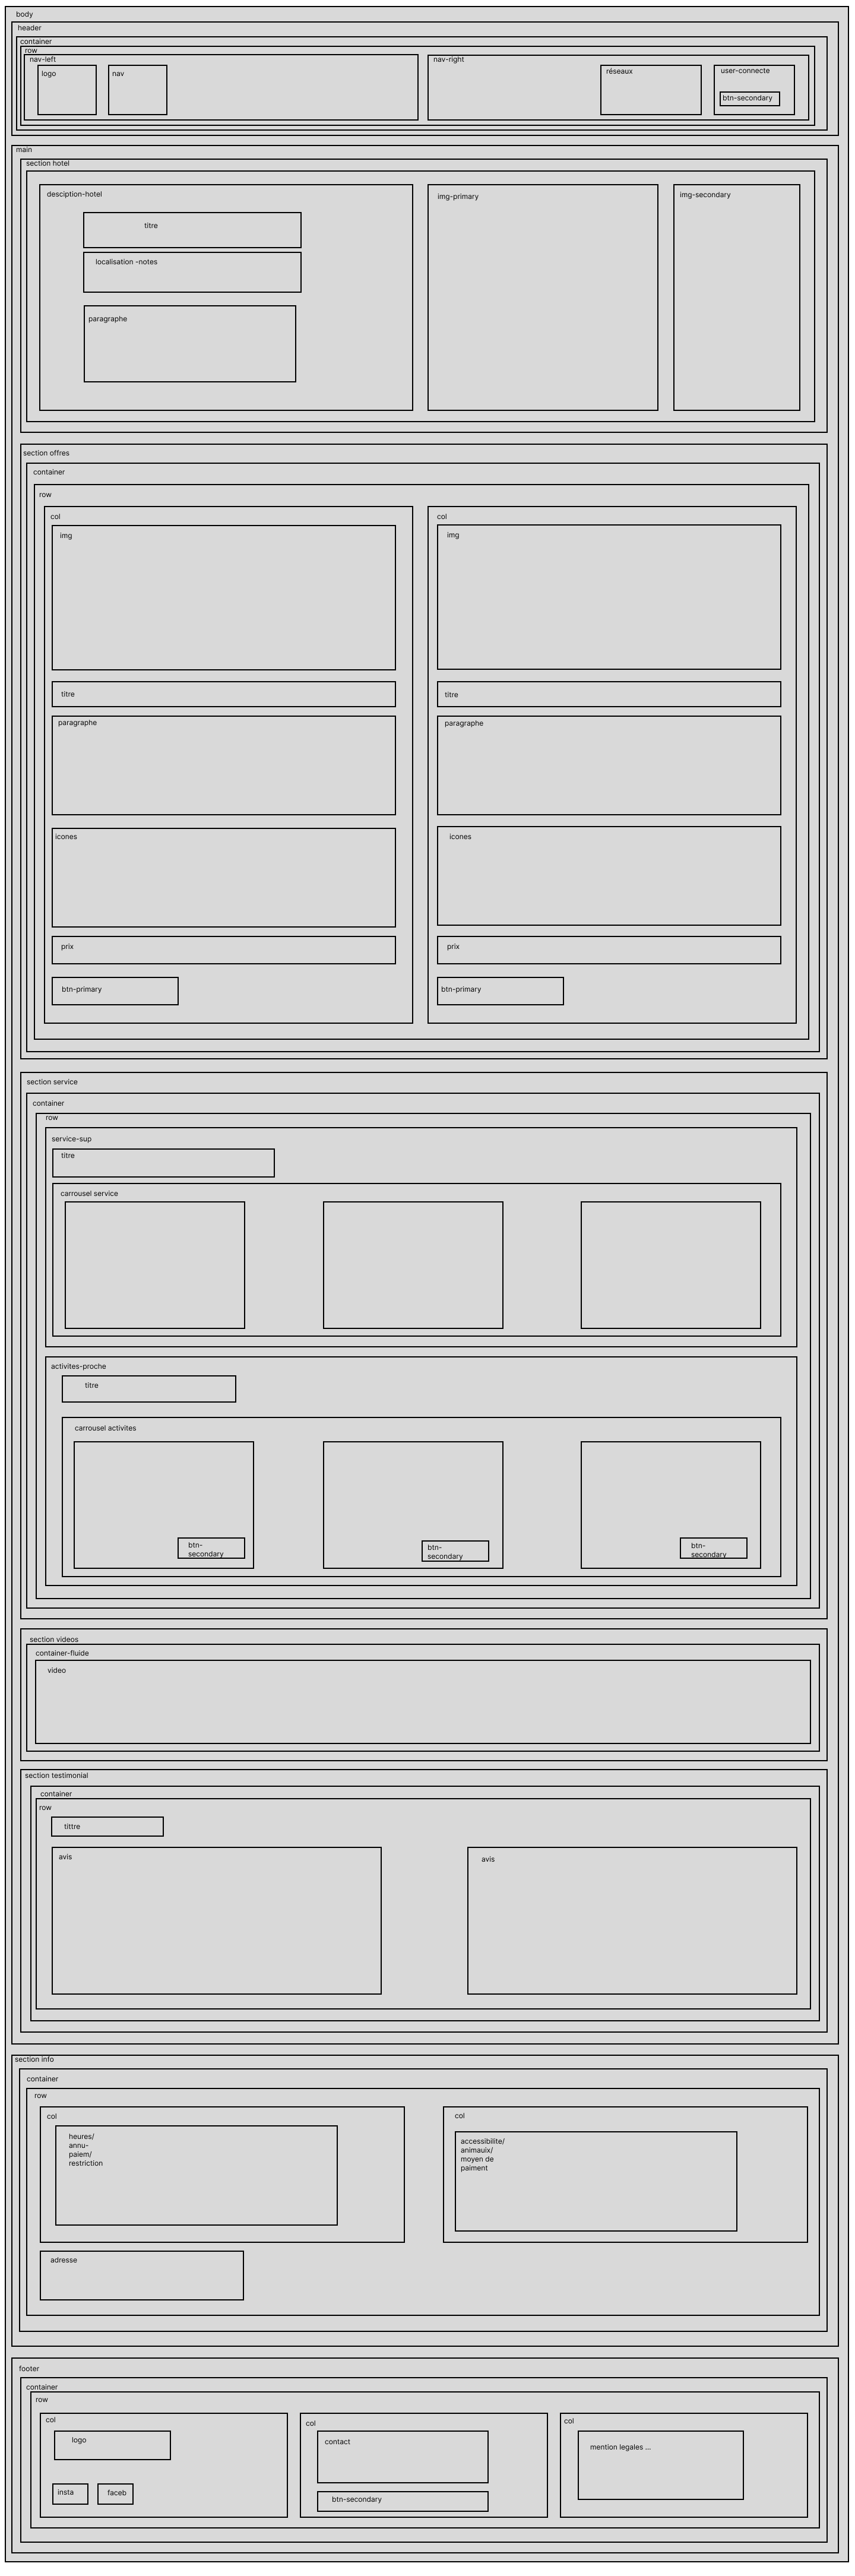 body
header
container
row
nav-left
logo
nav
nav-right
réseaux
user-connecte
btn-secondary
main
section hotel
desciption-hotel
titre
localisation -notes
paragraphe
img-primary
img-secondary
section offres
container
row
col
img
titre
paragraphe
icones
prix
btn-primary
col
img
titre
paragraphe
icones
prix
btn-primary
section service
container
row
service-sup
titre
carrousel service
activites-proche
titre
carrousel activites
btn-
secondary
btn-
secondary
btn-
secondary
section videos
container-fluide
video
section testimonial
container
row
tittre
avis
avis
section info
container
row
col
heures/
annu-
paiem/
restriction
col
accessibilite/
animauix/
moyen de
paiment
adresse
footer
container
row
col
logo
insta
faceb
col
contact
btn-secondary
col
mention legales ...